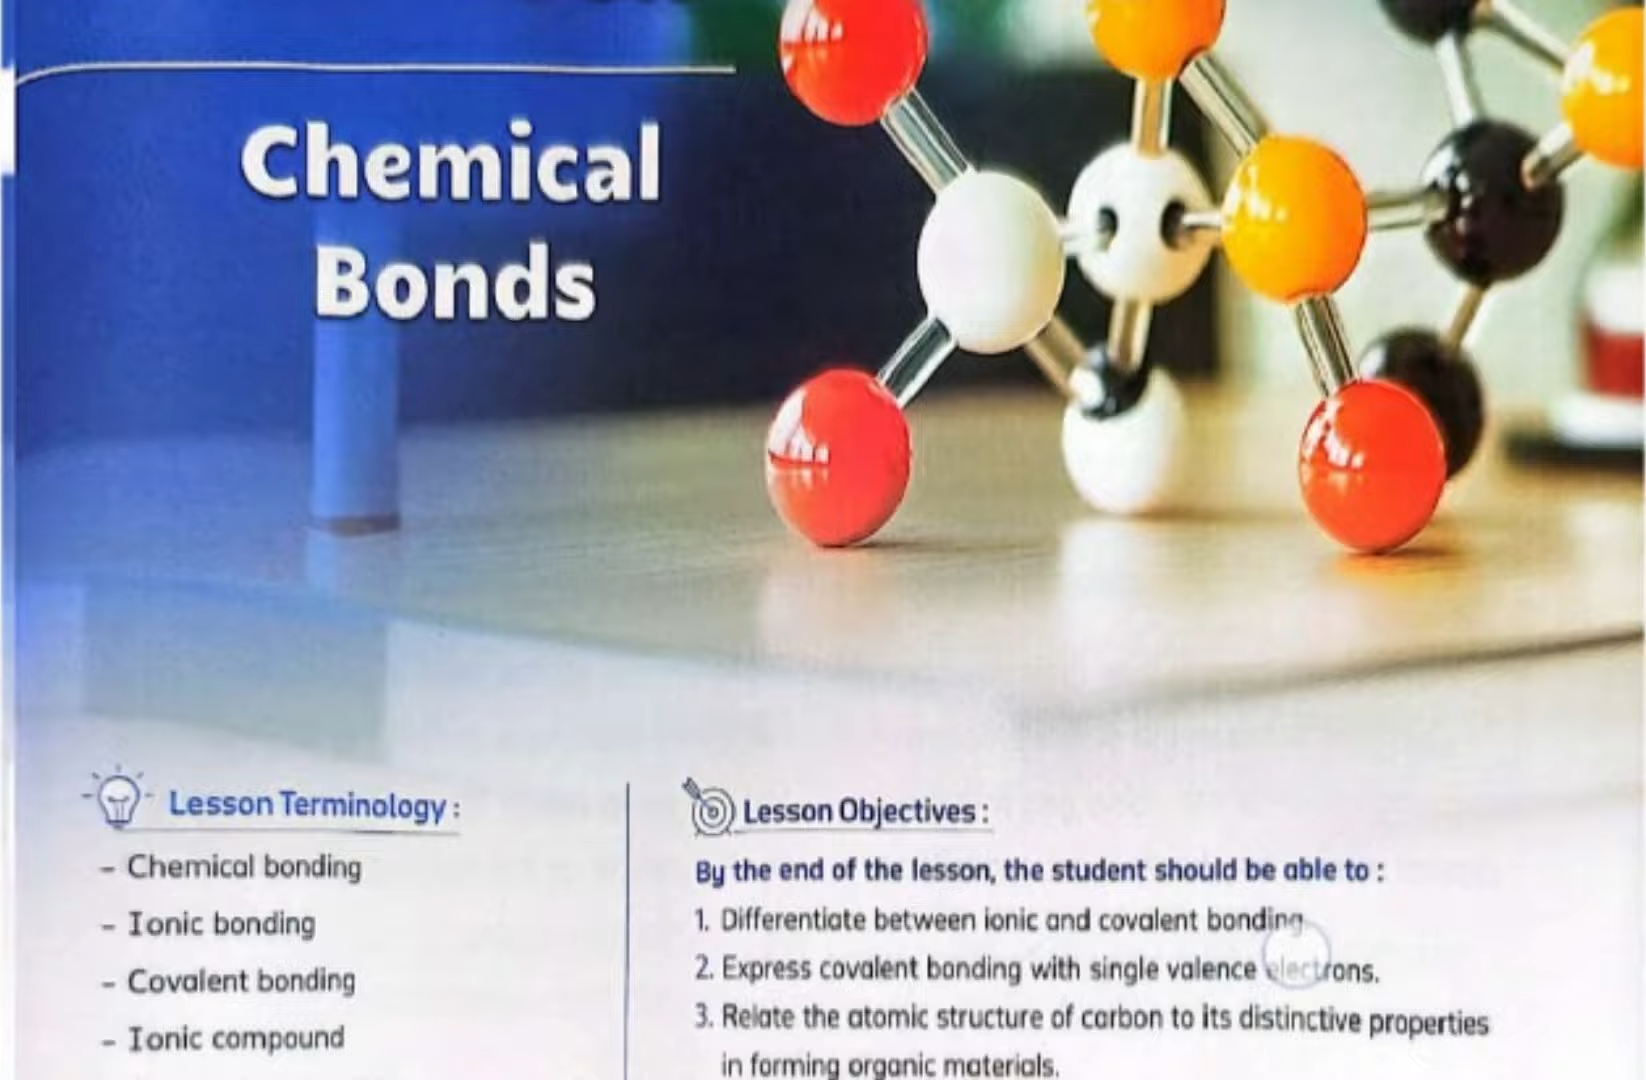 Chemical
Bonds
Lesson Terminology :
- Chemical bonding
- Ionic bonding
- Covalent bonding
- Ionic compound
Lesson Objectives :
By the end of the lesson, the student should be able to :
1. Differentiate between ionic and covalent bonding.
2. Express covalent bonding with single valence electrons.
3. Relate the atomic structure of carbon to its distinctive properties
in forming organic materials.